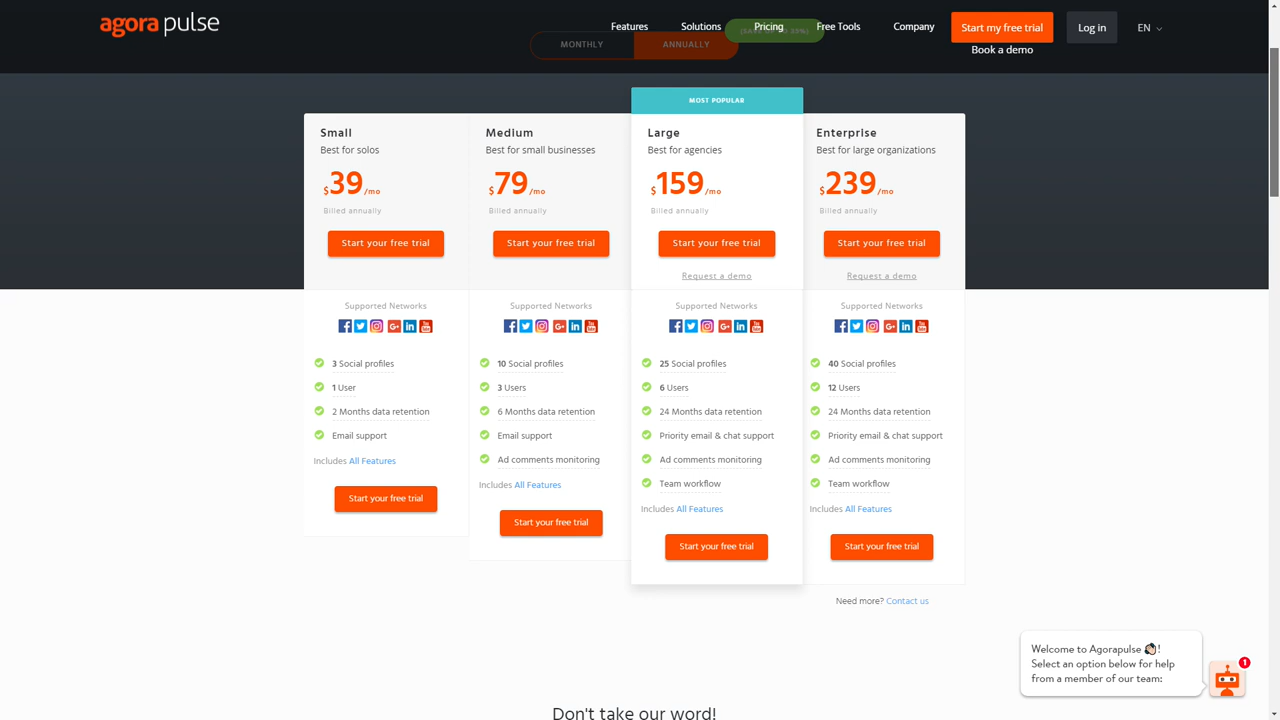 agora pulse
Features
Solutions
Pricing
Free Tools
Company
Start my free trial
Log in
EN
Book a demo
MONTHLY
ANNUALLY
MOST POPULAR
Small
Best for solos
$39/mo
Billed annually
Start your free trial
Medium
Best for small businesses
$79/mo
Billed annually
Start your free trial
Large
Best for agencies
$159/mo
Billed annually
Start your free trial
Request a demo
Enterprise
Best for large organizations
$239/mo
Billed annually
Start your free trial
Request a demo
Supported Networks
3 Social profiles
1 User
2 Months data retention
Email support
Includes All Features
Start your free trial
Supported Networks
10 Social profiles
3 Users
6 Months data retention
Email support
Ad comments monitoring
Includes All Features
Start your free trial
Supported Networks
25 Social profiles
6 Users
24 Months data retention
Priority email & chat support
Ad comments monitoring
Team workflow
Includes All Features
Start your free trial
Supported Networks
40 Social profiles
12 Users
24 Months data retention
Priority email & chat support
Ad comments monitoring
Team workflow
Includes All Features
Start your free trial
Need more? Contact us
Welcome to Agorapulse !
Select an option below for help
from a member of our team:
1
Don't take our word!